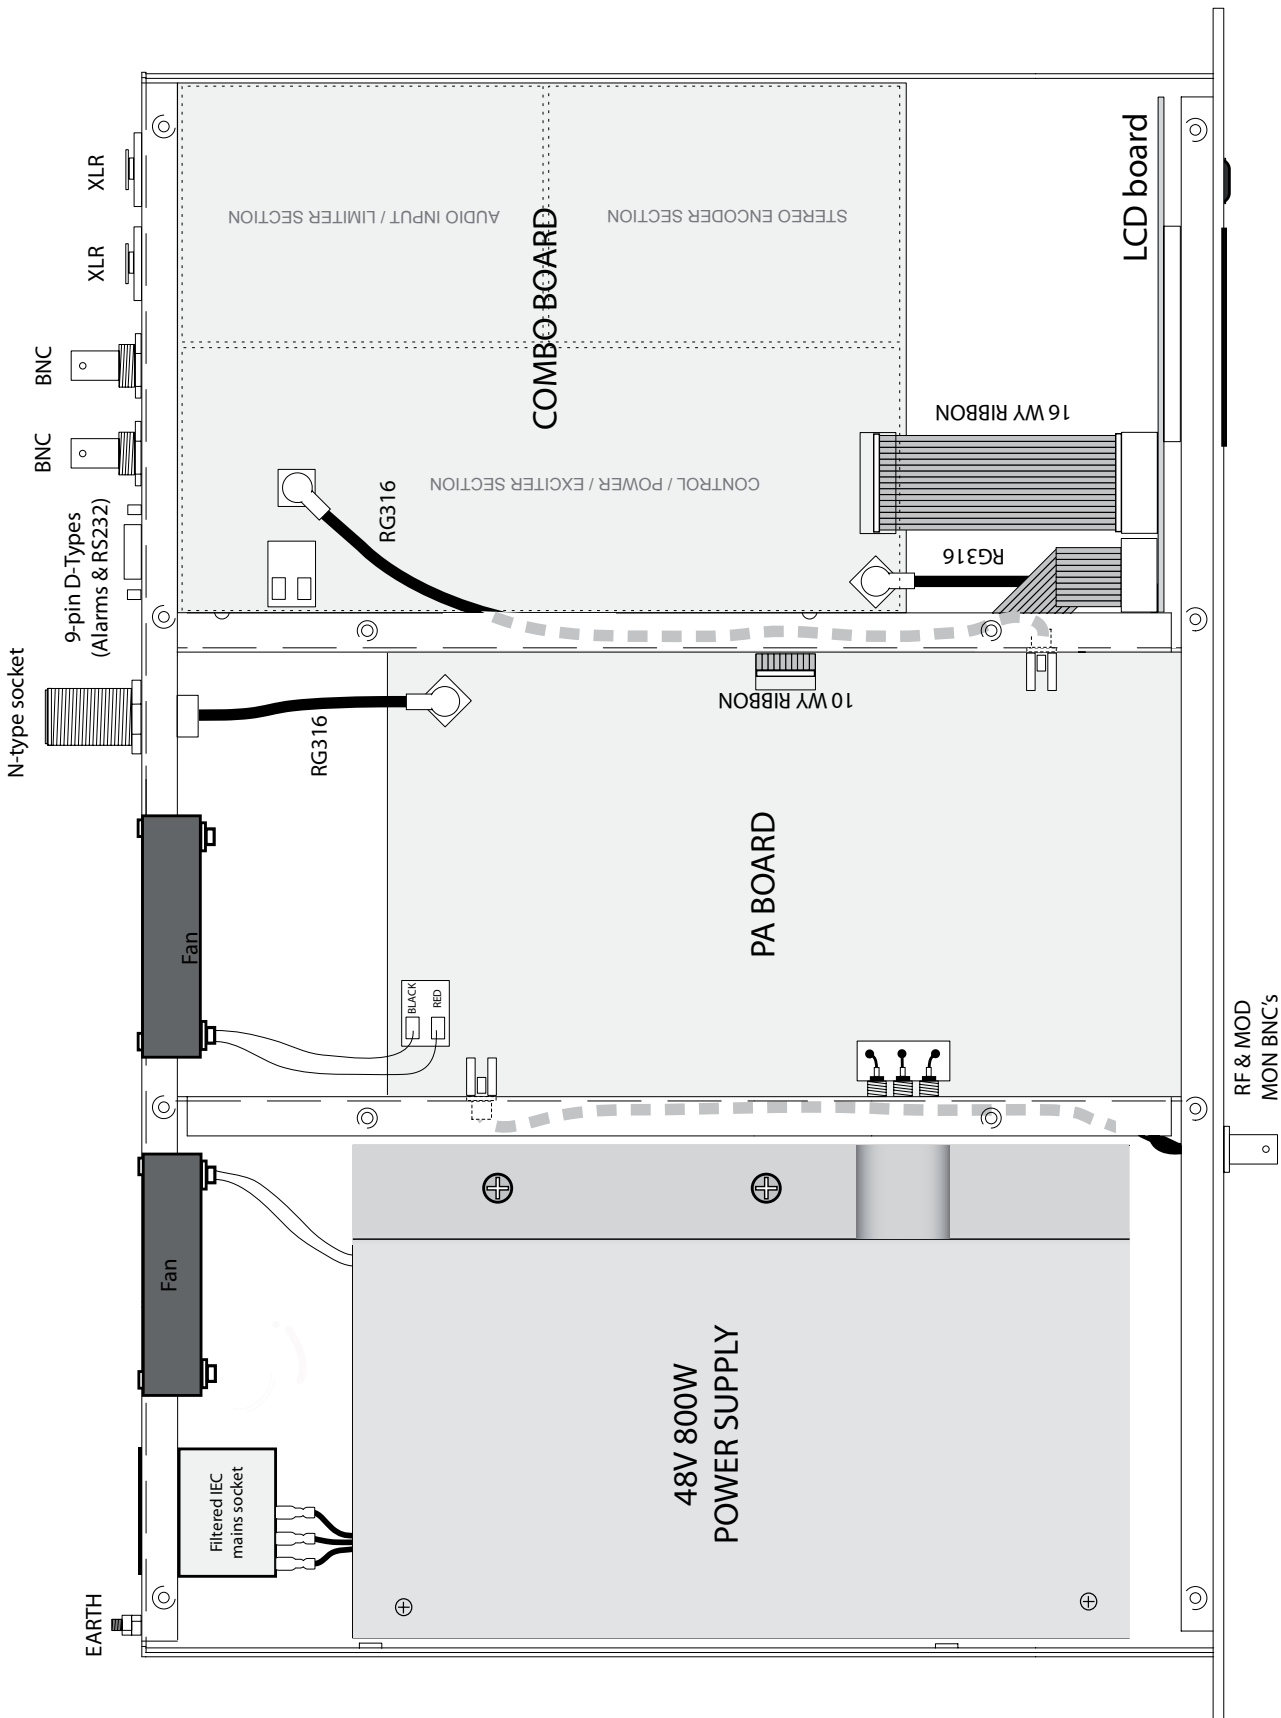 XLR
XLR
BNC
BNC
9-pin D-Types
(Alarms & RS232)
N-type socket
EARTH
AUDIO INPUT / LIMITER SECTION
STEREO ENCODER SECTION
COMBO BOARD
CONTROL / POWER / EXCITER SECTION
LCD board
16 WY RIBBON
RG316
RG316
10 WY RIBBON
RG316
PA BOARD
Fan
BLACK
RED
RF & MOD
MON BNC's
Fan
Filtered IEC
mains socket
48V 800W
POWER SUPPLY